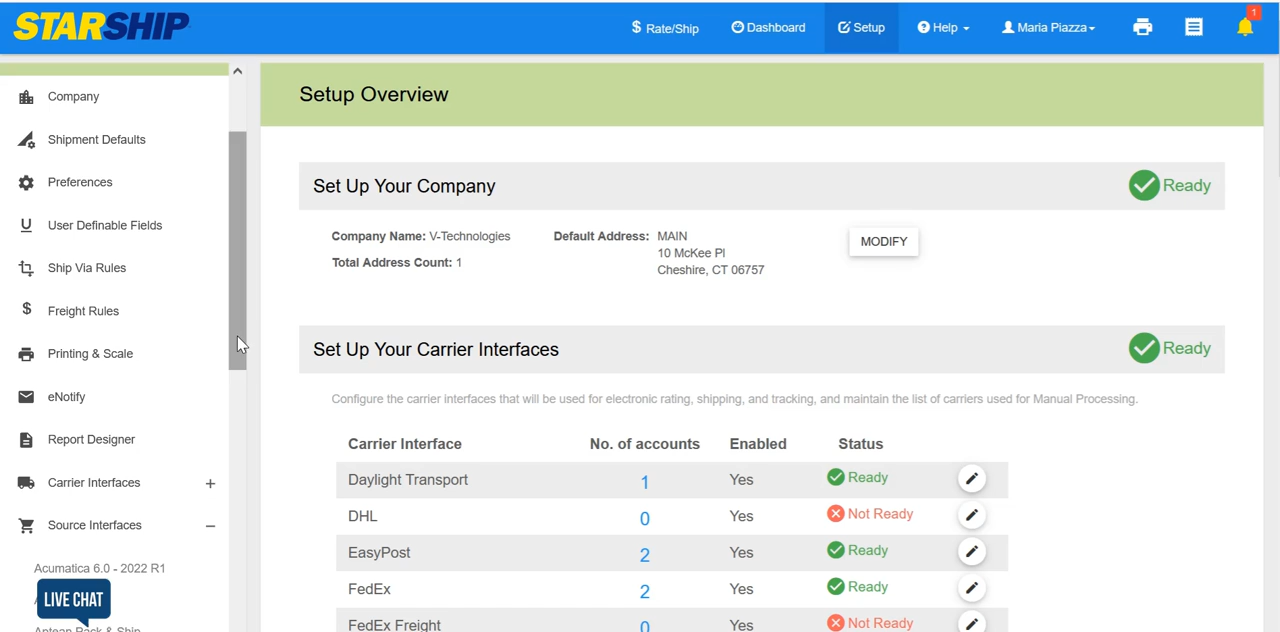 STARSHIP
$ Rate/Ship
Dashboard
Setup
Help
Maria Piazza
1
Company
Shipment Defaults
Preferences
User Definable Fields
Ship Via Rules
Freight Rules
Printing & Scale
eNotify
Report Designer
Carrier Interfaces +
Source Interfaces −
Acumatica 6.0 - 2022 R1
LIVE CHAT
Aptean Pack & Ship
Setup Overview
Set Up Your Company
Ready
Company Name: V-Technologies
Total Address Count: 1
Default Address: MAIN
10 McKee Pl
Cheshire, CT 06757
MODIFY
Set Up Your Carrier Interfaces
Ready
Configure the carrier interfaces that will be used for electronic rating, shipping, and tracking, and maintain the list of carriers used for Manual Processing.
Carrier Interface No. of accounts Enabled Status
Daylight Transport 1 Yes Ready
DHL 0 Yes Not Ready
EasyPost 2 Yes Ready
FedEx 2 Yes Ready
FedEx Freight 0 Yes Not Ready